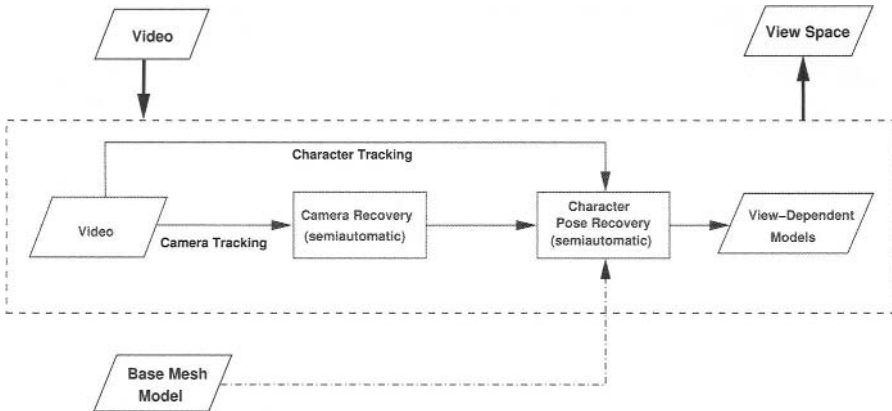 Video
View Space
Character Tracking
Video
Camera Tracking
Camera Recovery
(semiautomatic)
Character
Pose Recovery
(semiautomatic)
View–Dependent
Models
Base Mesh
Model